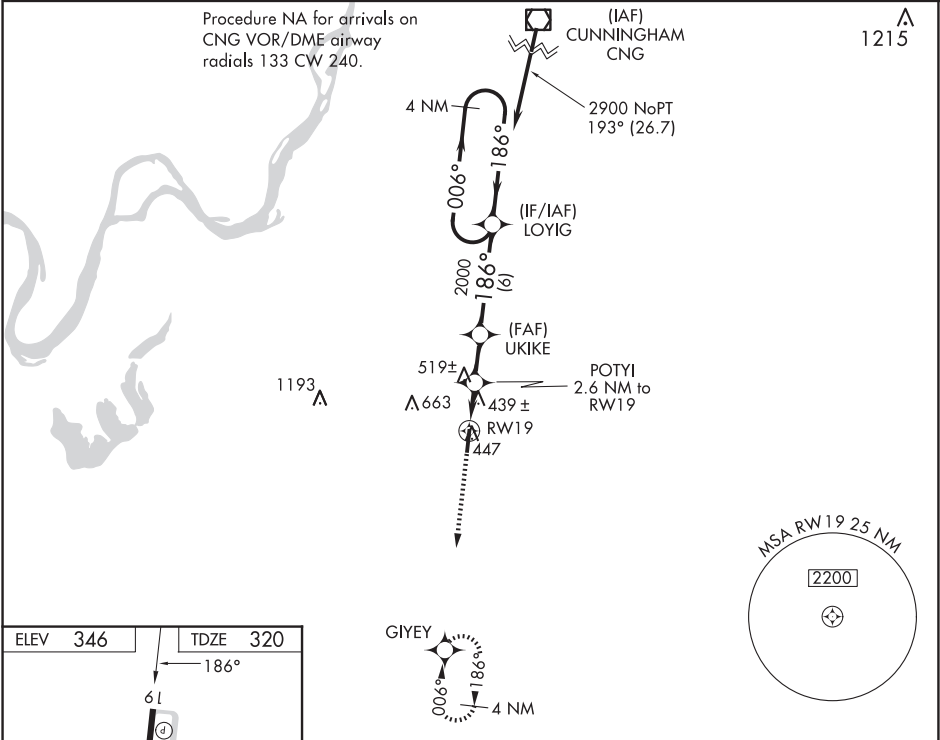 Procedure NA for arrivals on
CNG VOR/DME airway
radials 133 CW 240.
(IAF)
CUNNINGHAM
CNG
1215
4 NM
2900 NoPT
193° (26.7)
186°
006°
(IF/IAF)
LOYIG
2000
186°
(6)
(FAF)
UKIKE
519±
POTYI
2.6 NM to
RW19
1193
663
439 ±
RW19
447
MSA RW19 25 NM
2200
ELEV 346
TDZE 320
186°
19
P
GIYEY
186°
006°
4 NM